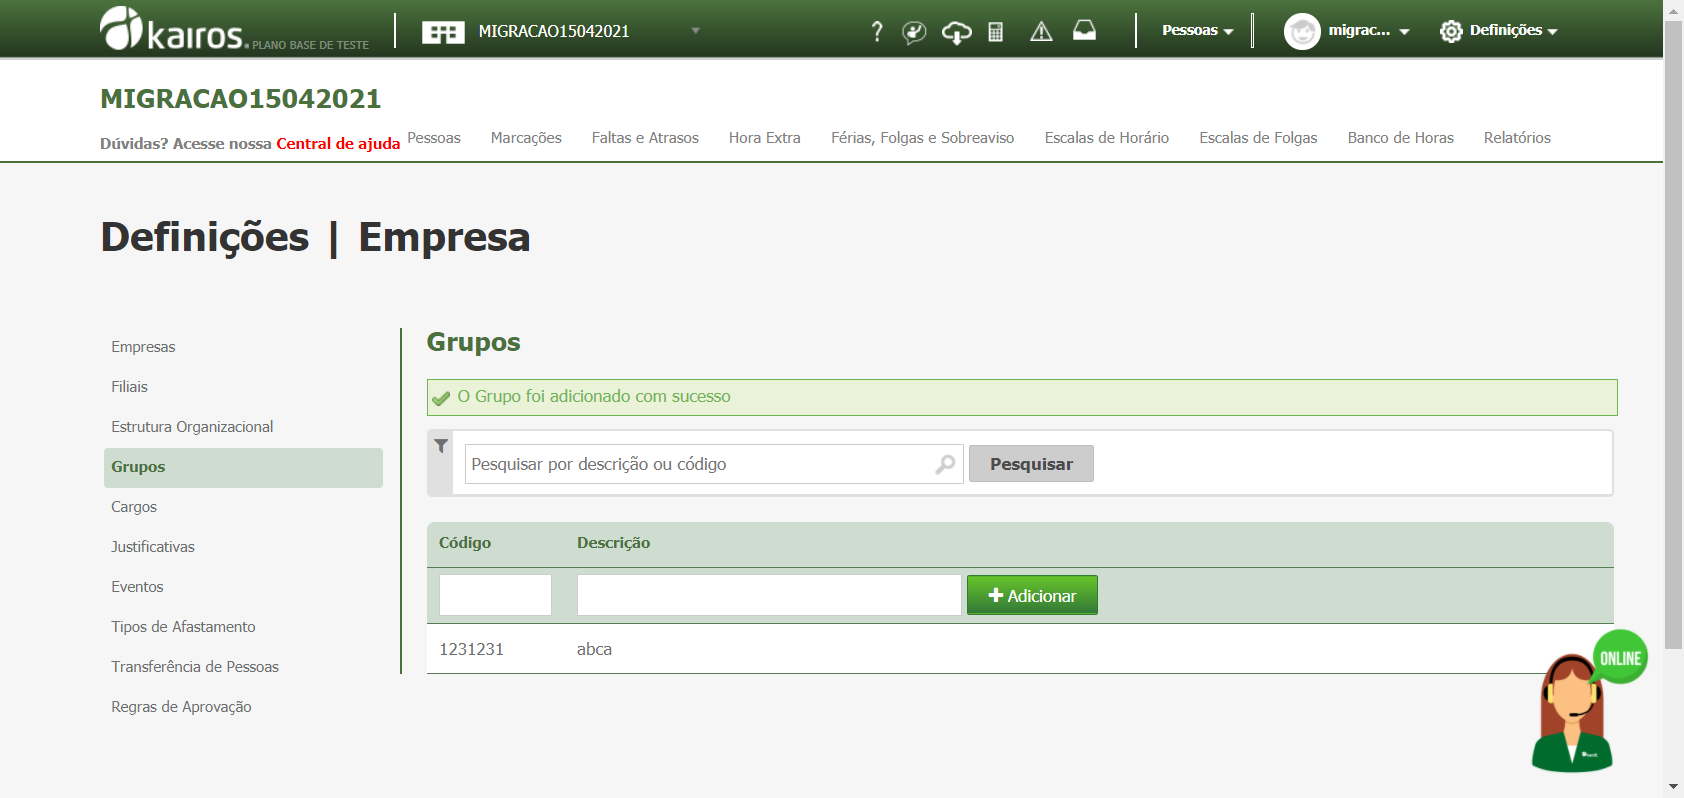 kairos. PLANO BASE DE TESTE
MIGRACAO15042021
?
Pessoas
migrac...
Definições
MIGRACAO15042021
Dúvidas? Acesse nossa Central de ajuda
Pessoas Marcações Faltas e Atrasos Hora Extra Férias, Folgas e Sobreaviso Escalas de Horário Escalas de Folgas Banco de Horas Relatórios
Definições | Empresa
Empresas
Filiais
Estrutura Organizacional
Grupos
Cargos
Justificativas
Eventos
Tipos de Afastamento
Transferência de Pessoas
Regras de Aprovação
Grupos
O Grupo foi adicionado com sucesso
Pesquisar por descrição ou código
Pesquisar
Código Descrição
Adicionar
1231231 abca
ONLINE